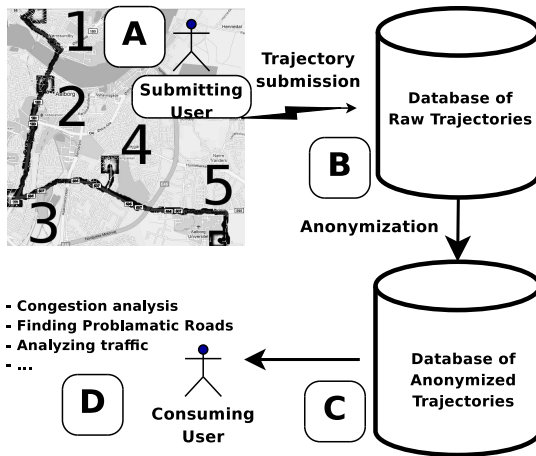 1
A
2
3
4
5
Submitting
User
Trajectory
submission
Database of
Raw Trajectories
B
Anonymization
Database of
Anonymized
Trajectories
C
- Congestion analysis
- Finding Problamatic Roads
- Analyzing traffic
- ...
D
Consuming
User
Aalborg